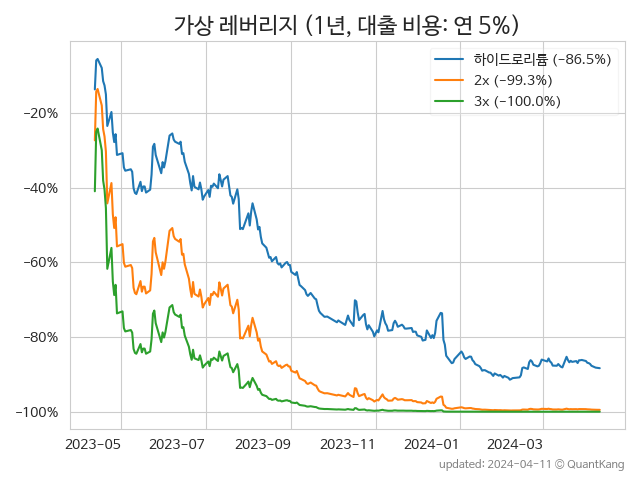 가상 레버리지 (1년, 대출 비용: 연 5%)
하이드로리튬 (−86.5%)
2x (−99.3%)
3x (−100.0%)
−20%
−40%
−60%
−80%
−100%
2023-05 2023-07 2023-09 2023-11 2024-01 2024-03
updated: 2024-04-11 © QuantKang